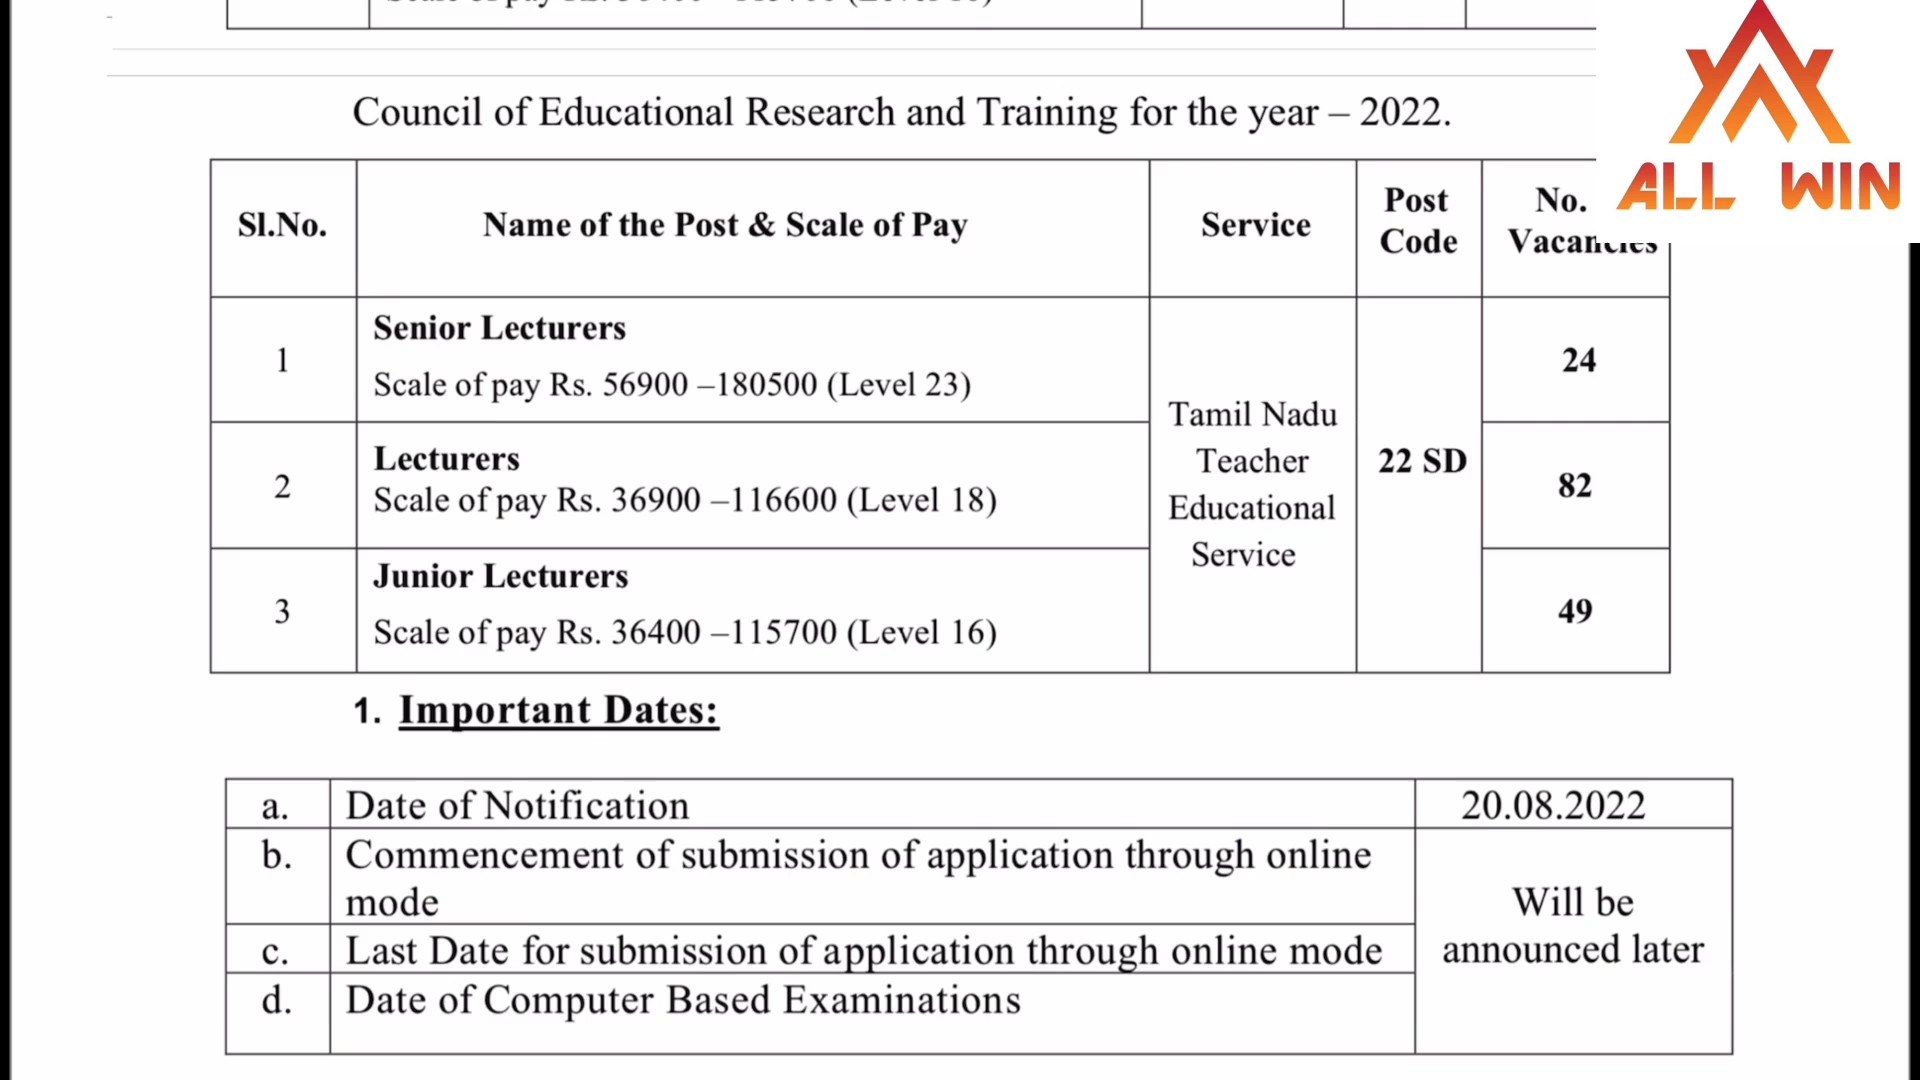 Council of Educational Research and Training for the year – 2022.
Sl.No.
Name of the Post & Scale of Pay
Service
Post
Code
No.
Vacancies
1
Senior Lecturers
Scale of pay Rs. 56900 –180500 (Level 23)
24
2
Lecturers
Scale of pay Rs. 36900 –116600 (Level 18)
82
3
Junior Lecturers
Scale of pay Rs. 36400 –115700 (Level 16)
49
Tamil Nadu
Teacher
Educational
Service
22 SD
1. Important Dates:
a.
Date of Notification
20.08.2022
b.
Commencement of submission of application through online
mode
c.
Last Date for submission of application through online mode
d.
Date of Computer Based Examinations
Will be
announced later
ALL WIN